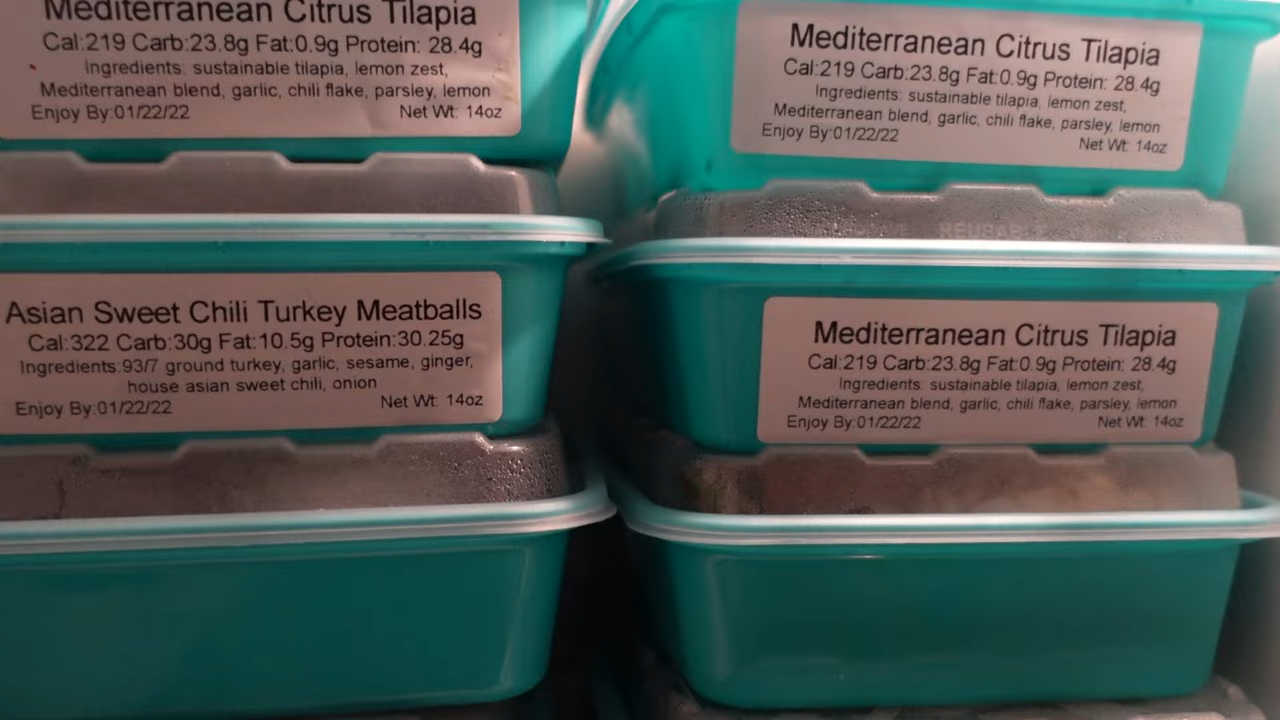 Mediterranean Citrus Tilapia
Cal:219 Carb:23.8g Fat:0.9g Protein: 28.4g
Ingredients: sustainable tilapia, lemon zest,
Mediterranean blend, garlic, chili flake, parsley, lemon
Enjoy By:01/22/22 Net Wt: 14oz
Mediterranean Citrus Tilapia
Cal:219 Carb:23.8g Fat:0.9g Protein: 28.4g
Ingredients: sustainable tilapia, lemon zest,
Mediterranean blend, garlic, chili flake, parsley, lemon
Enjoy By:01/22/22 Net Wt: 14oz
REUSABLE
Asian Sweet Chili Turkey Meatballs
Cal:322 Carb:30g Fat:10.5g Protein:30.25g
Ingredients:93/7 ground turkey, garlic, sesame, ginger,
house asian sweet chili, onion
Enjoy By:01/22/22 Net Wt: 14oz
Mediterranean Citrus Tilapia
Cal:219 Carb:23.8g Fat:0.9g Protein: 28.4g
Ingredients: sustainable tilapia, lemon zest,
Mediterranean blend, garlic, chili flake, parsley, lemon
Enjoy By:01/22/22 Net Wt: 14oz